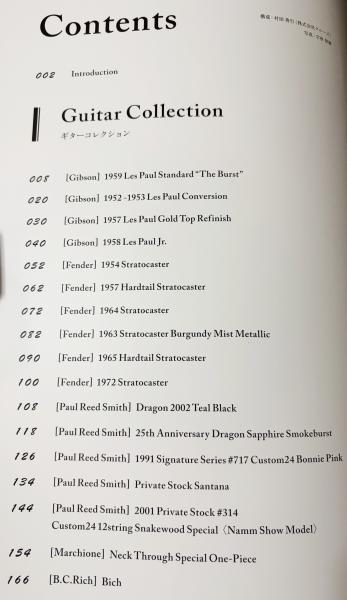 Contents
002 Introduction
Guitar Collection
ギターコレクション
008 [Gibson] 1959 Les Paul Standard "The Burst"
020 [Gibson] 1952-1953 Les Paul Conversion
030 [Gibson] 1957 Les Paul Gold Top Refinish
040 [Gibson] 1958 Les Paul Jr.
052 [Fender] 1954 Stratocaster
062 [Fender] 1957 Hardtail Stratocaster
072 [Fender] 1964 Stratocaster
082 [Fender] 1963 Stratocaster Burgundy Mist Metallic
090 [Fender] 1965 Hardtail Stratocaster
100 [Fender] 1972 Stratocaster
108 [Paul Reed Smith] Dragon 2002 Teal Black
118 [Paul Reed Smith] 25th Anniversary Dragon Sapphire Smokeburst
126 [Paul Reed Smith] 1991 Signature Series #717 Custom24 Bonnie Pink
134 [Paul Reed Smith] Private Stock Santana
144 [Paul Reed Smith] 2001 Private Stock #314
Custom24 12string Snakewood Special〈Namm Show Model〉
154 [Marchione] Neck Through Special One-Piece
166 [B.C.Rich] Bich